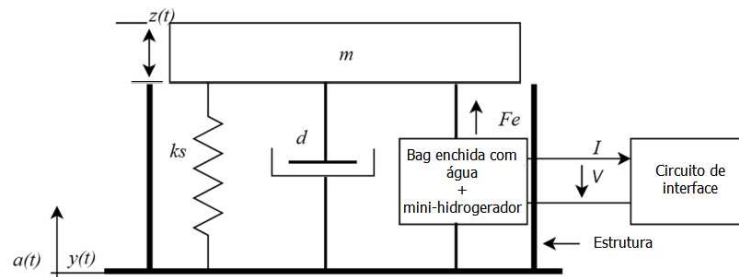 z(t)
m
Fe
d
ks
Bag enchida com
água
+
mini-hidrogerador
I
V
Circuito de
interface
Estrutura
a(t)
y(t)